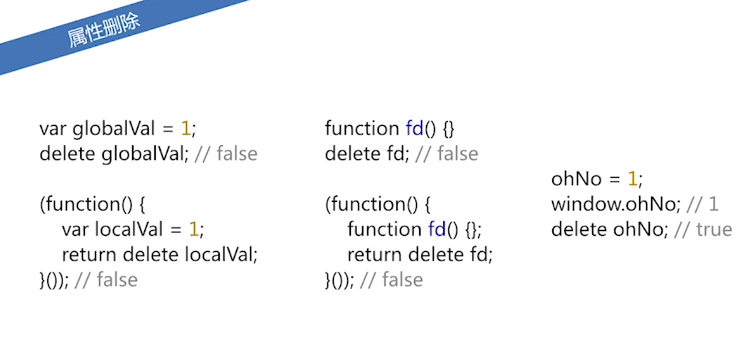 属性删除
var globalVal = 1;
delete globalVal; // false
(function() {
var localVal = 1;
return delete localVal;
}()); // false
function fd() {}
delete fd; // false
(function() {
function fd() {};
return delete fd;
}()); // false
ohNo = 1;
window.ohNo; // 1
delete ohNo; // true